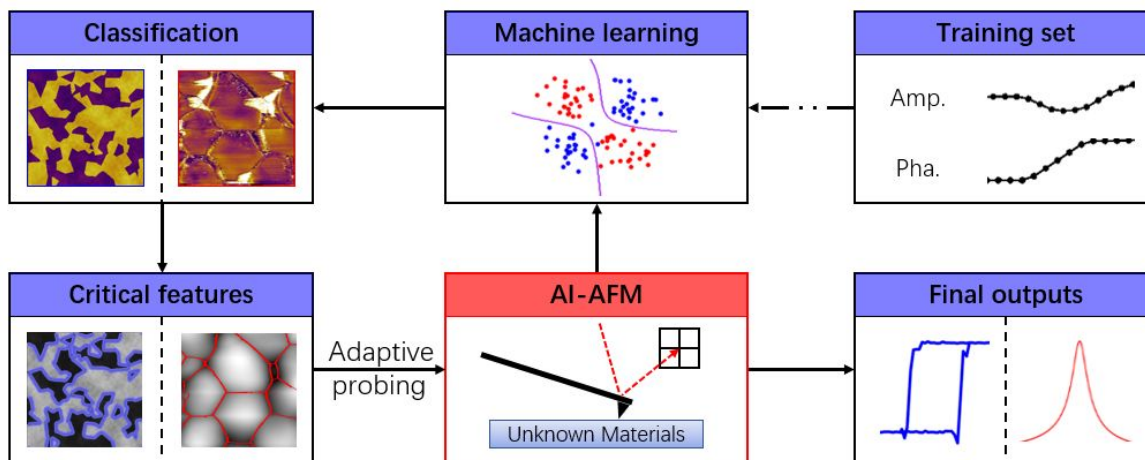 Classification
Machine learning
Training set
Amp.
Pha.
Critical features
Adaptive
probing
AI-AFM
Unknown Materials
Final outputs